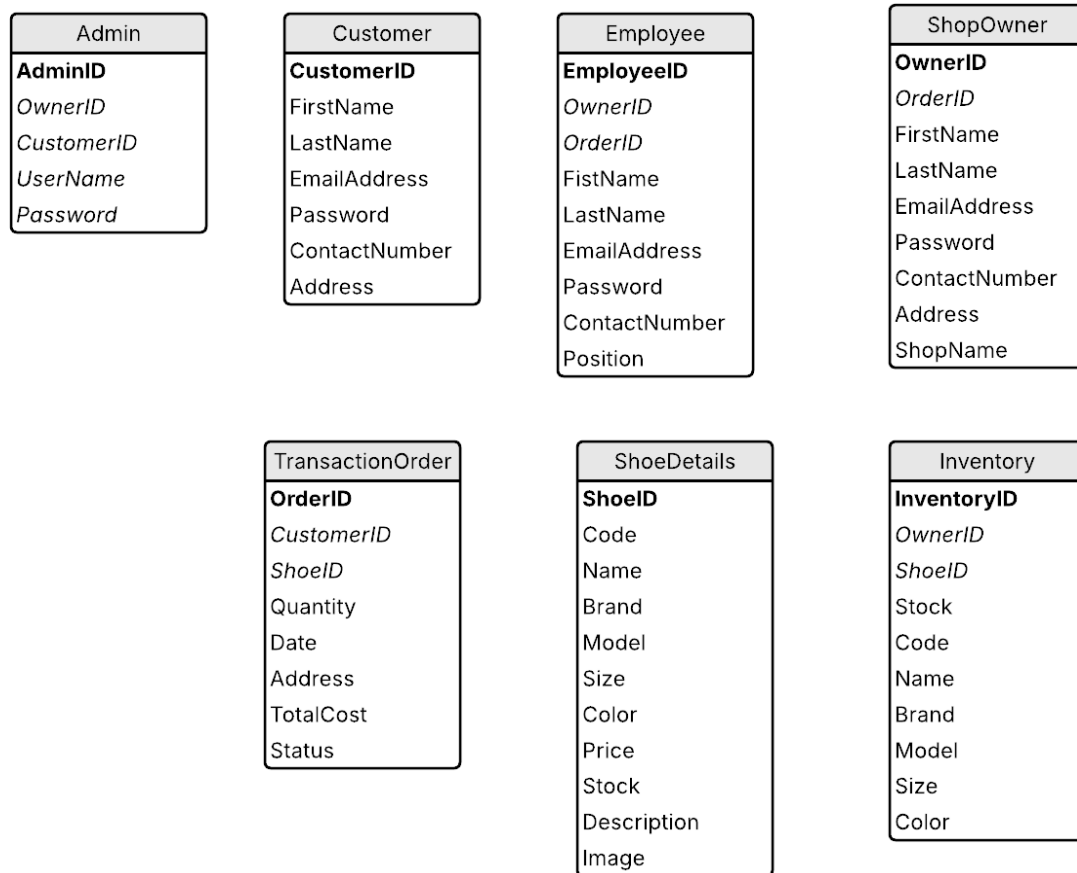 Admin
AdminID
OwnerID
CustomerID
UserName
Password
Customer
CustomerID
FirstName
LastName
EmailAddress
Password
ContactNumber
Address
Employee
EmployeeID
OwnerID
OrderID
FistName
LastName
EmailAddress
Password
ContactNumber
Position
ShopOwner
OwnerID
OrderID
FirstName
LastName
EmailAddress
Password
ContactNumber
Address
ShopName
TransactionOrder
OrderID
CustomerID
ShoeID
Quantity
Date
Address
TotalCost
Status
ShoeDetails
ShoeID
Code
Name
Brand
Model
Size
Color
Price
Stock
Description
Image
Inventory
InventoryID
OwnerID
ShoeID
Stock
Code
Name
Brand
Model
Size
Color